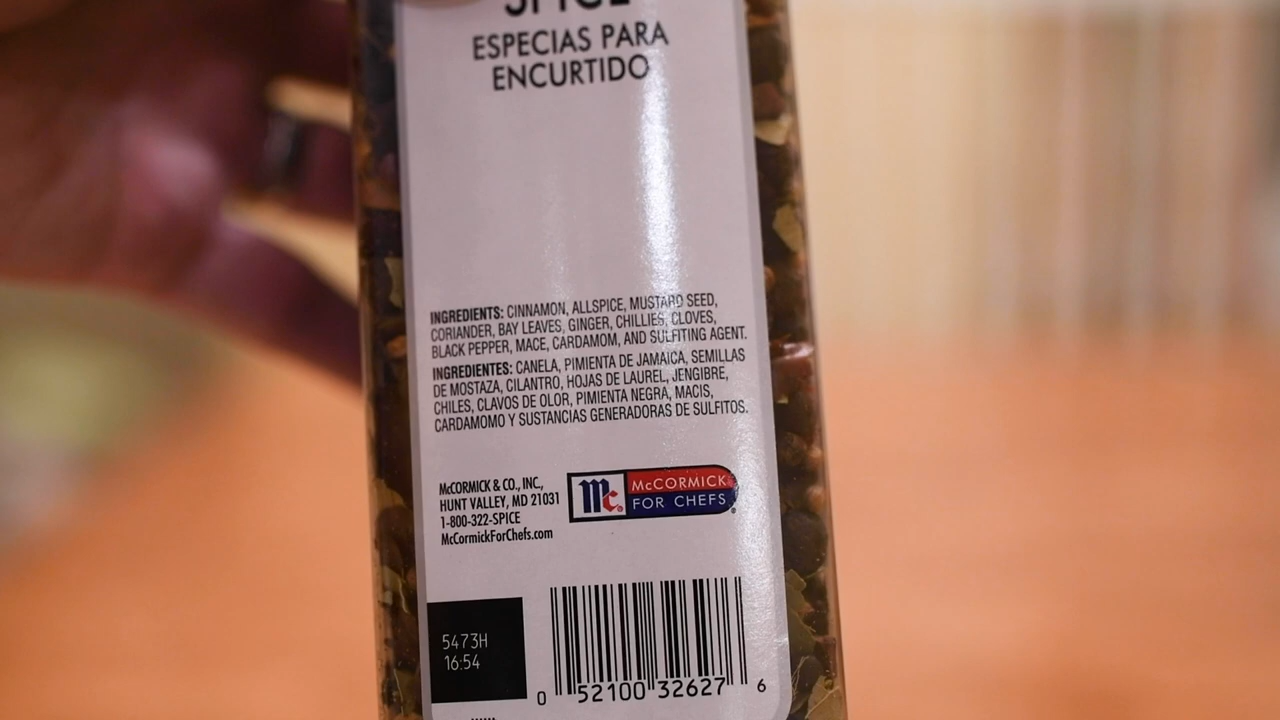 SPICE
ESPECIAS PARA
ENCURTIDO
INGREDIENTS: CINNAMON, ALLSPICE, MUSTARD SEED,
CORIANDER, BAY LEAVES, GINGER, CHILLIES, CLOVES,
BLACK PEPPER, MACE, CARDAMOM, AND SULFITING AGENT.
INGREDIENTES: CANELA, PIMIENTA DE JAMAICA, SEMILLAS
DE MOSTAZA, CILANTRO, HOJAS DE LAUREL, JENGIBRE,
CHILES, CLAVOS DE OLOR, PIMIENTA NEGRA, MACIS,
CARDAMOMO Y SUSTANCIAS GENERADORAS DE SULFITOS.
McCORMICK & CO., INC.,
HUNT VALLEY, MD 21031
1-800-322-SPICE
McCormickForChefs.com
Mc® McCORMICK
FOR CHEFS®
5473H
16:54
0 52100 32627 6